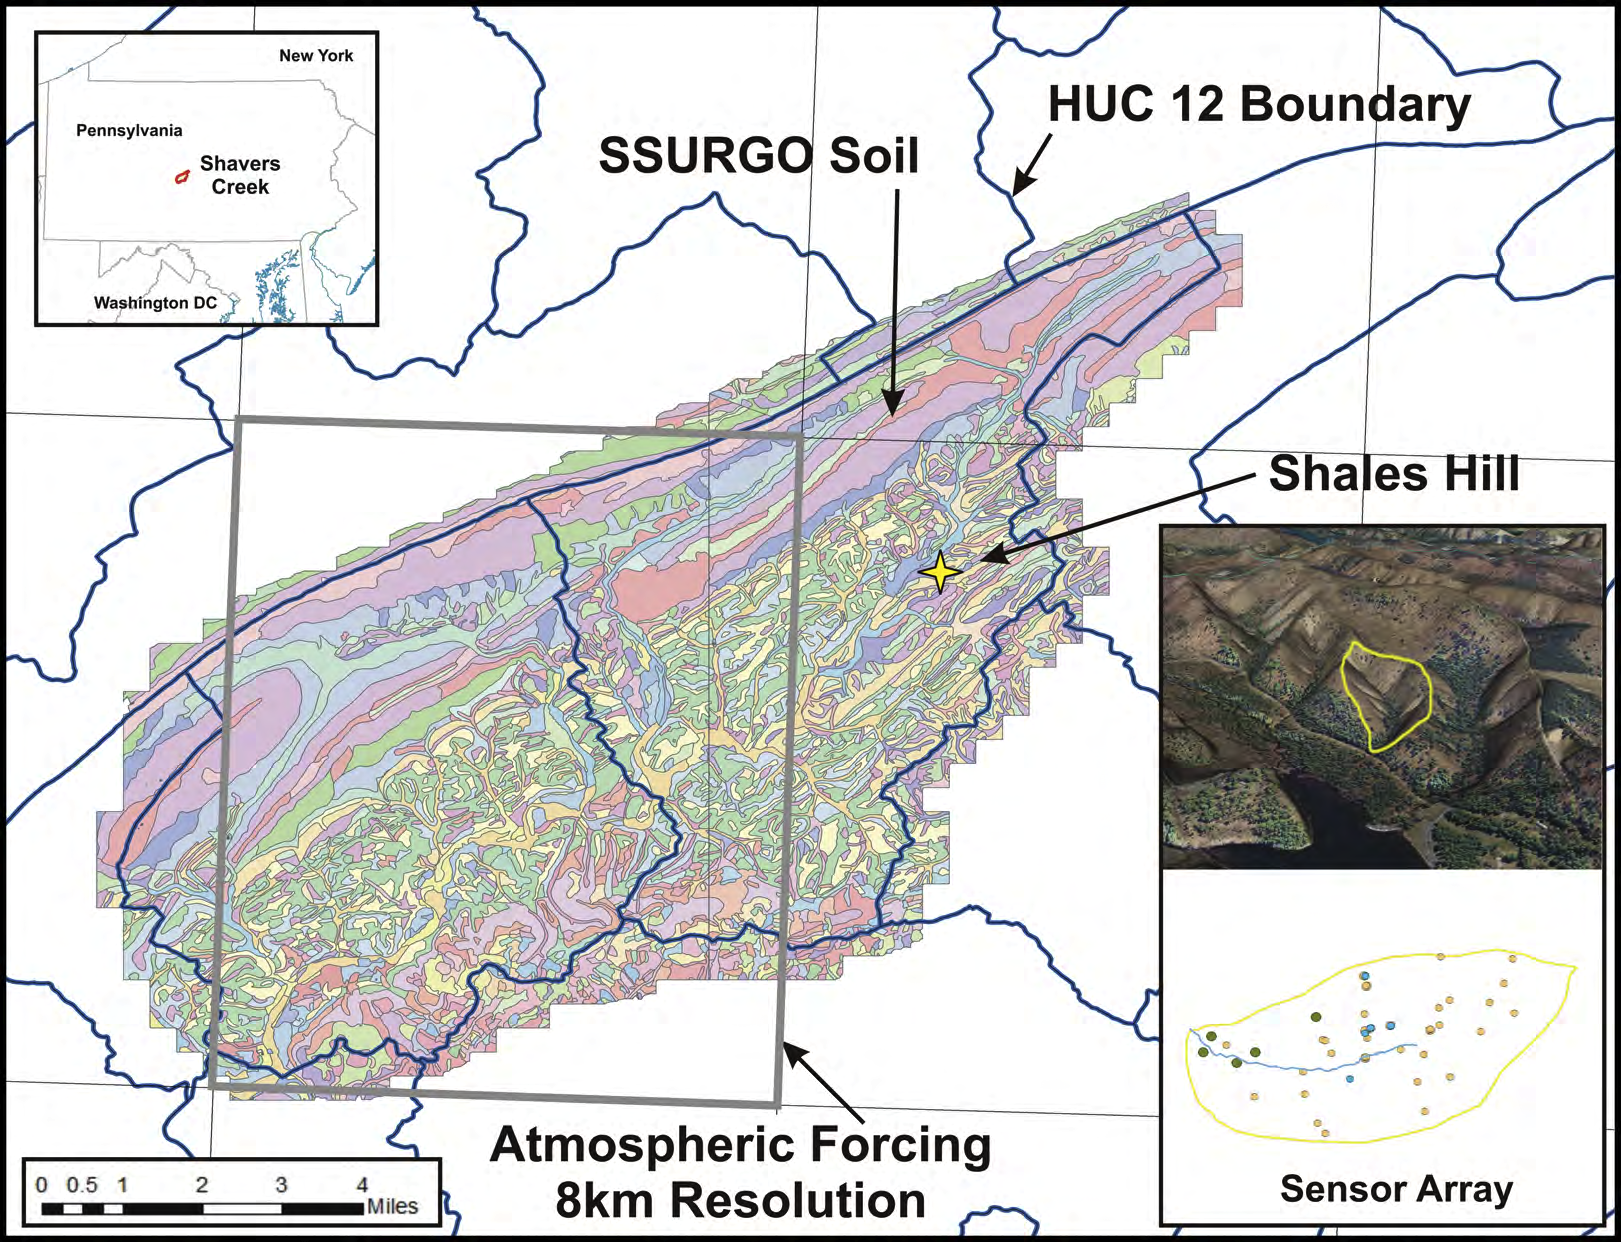 New York
Pennsylvania
Shavers
Creek
Washington DC
HUC 12 Boundary
SSURGO Soil
Shales Hill
Atmospheric Forcing
8km Resolution
Sensor Array
0 0.5 1 2 3 4
Miles